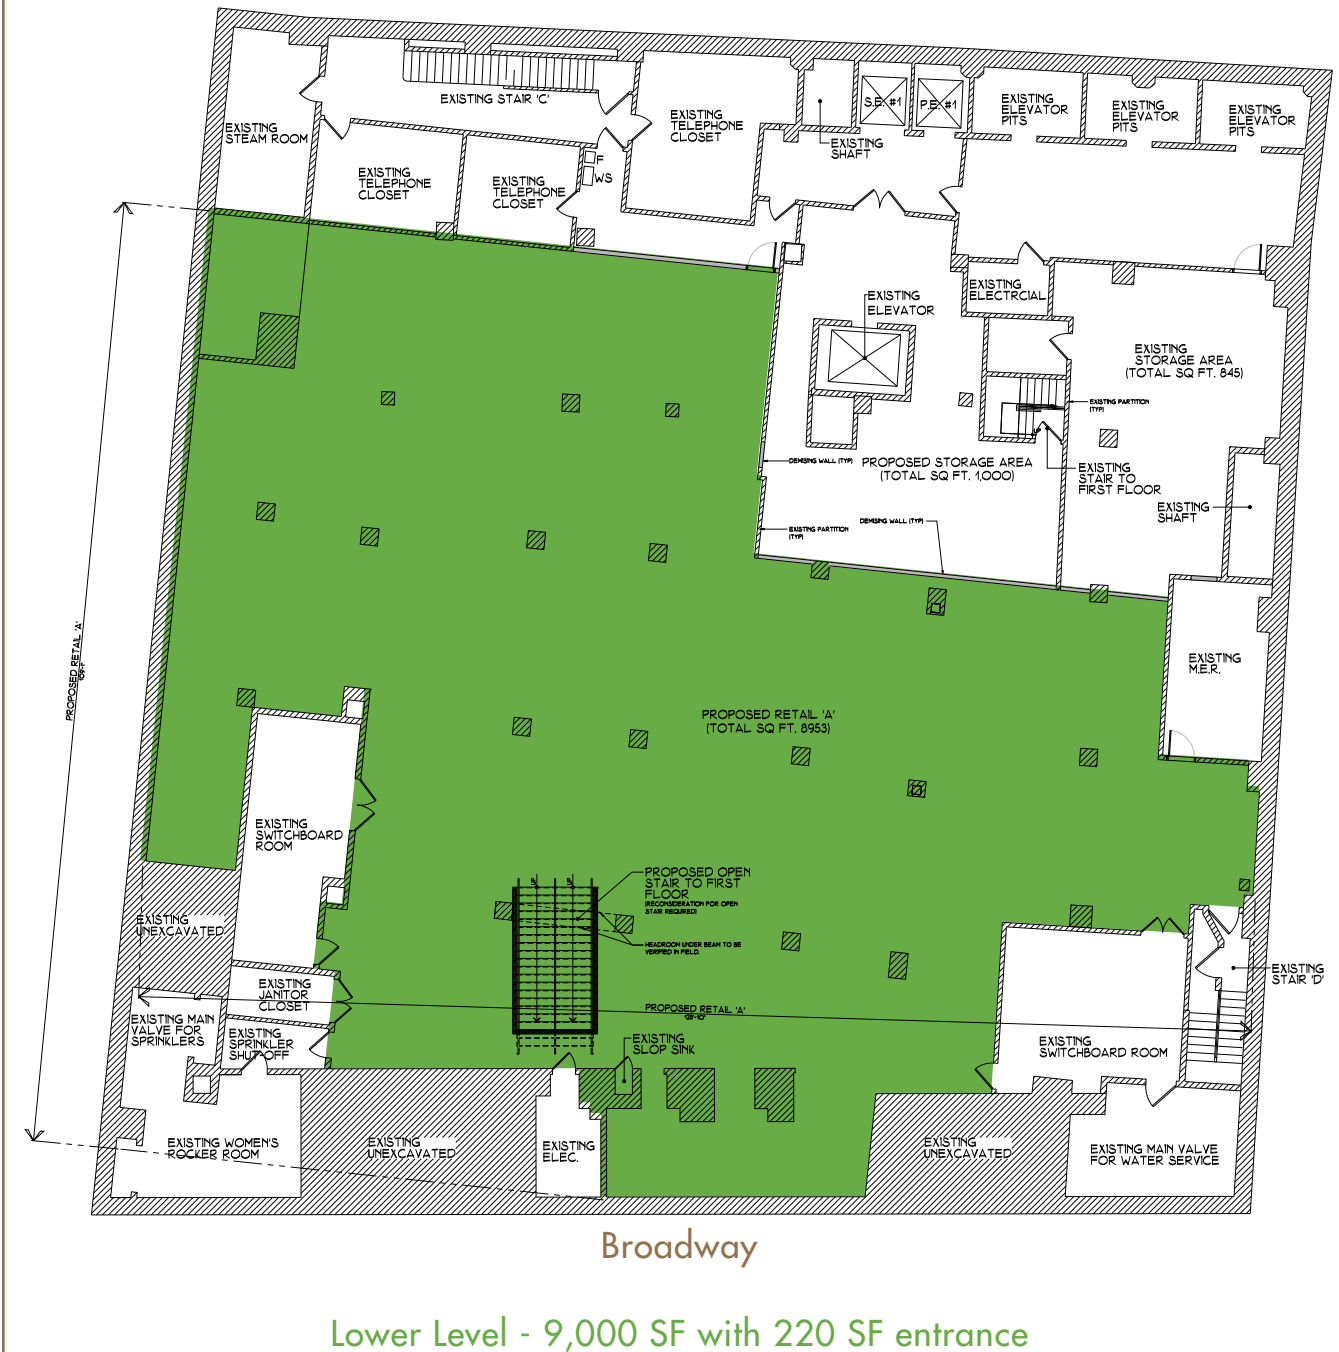 EXISTING
STEAM ROOM
EXISTING STAIR 'C'
EXISTING
TELEPHONE
CLOSET
EXISTING
TELEPHONE
CLOSET
F
WS
EXISTING
TELEPHONE
CLOSET
EXISTING
SHAFT
S.E. #1
P.E. #1
EXISTING
ELEVATOR
PITS
EXISTING
ELEVATOR
PITS
EXISTING
ELEVATOR
PITS
EXISTING
ELEVATOR
EXISTING
ELECTRCIAL
EXISTING
STORAGE AREA
(TOTAL SQ FT. 845)
EXISTING PARTITION
(TYP)
DEMISING WALL (TYP)
PROPOSED STORAGE AREA
(TOTAL SQ FT. 1,000)
UP
EXISTING
STAIR TO
FIRST FLOOR
EXISTING
SHAFT
EXISTING PARTITION
(TYP)
DEMISING WALL (TYP)
PROPOSED RETAIL 'A'
EXISTING
M.E.R.
PROPOSED RETAIL 'A'
(TOTAL SQ FT. 8953)
EXISTING
SWITCHBOARD
ROOM
PROPOSED OPEN
STAIR TO FIRST
FLOOR
(RECONSIDERATION FOR OPEN
STAIR REQUIRED)
HEADROOM UNDER BEAM TO BE
VERIFIED IN FIELD.
EXISTING
UNEXCAVATED
EXISTING
JANITOR
CLOSET
EXISTING
STAIR 'D'
EXISTING MAIN
VALVE FOR
SPRINKLERS
EXISTING
SPRINKLER
SHUT-OFF
PROPOSED RETAIL 'A'
EXISTING
SLOP SINK
EXISTING
SWITCHBOARD ROOM
EXISTING WOMEN'S
ROCKER ROOM
EXISTING
UNEXCAVATED
EXISTING
ELEC.
EXISTING
UNEXCAVATED
EXISTING MAIN VALVE
FOR WATER SERVICE
Broadway
Lower Level - 9,000 SF with 220 SF entrance